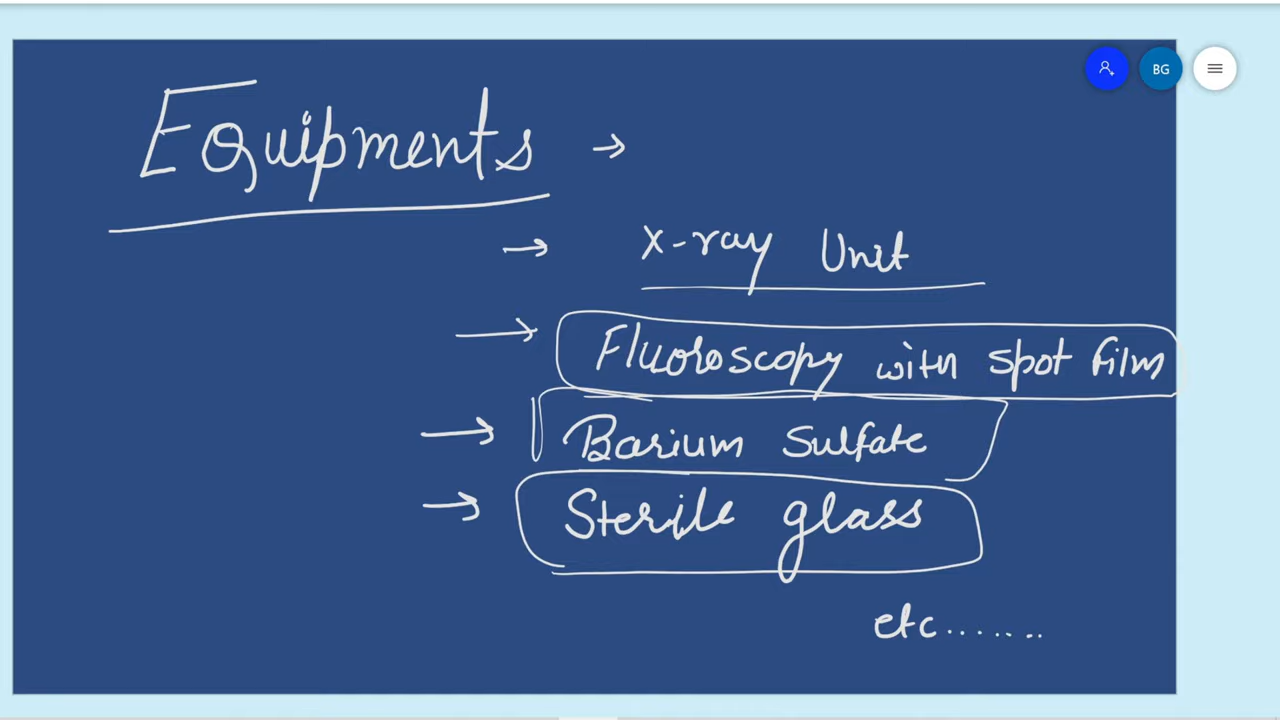 Equipments →
→ X-ray Unit
→ Fluoroscopy with spot film
→ Barium Sulfate
→ Sterile glass
etc.......
BG